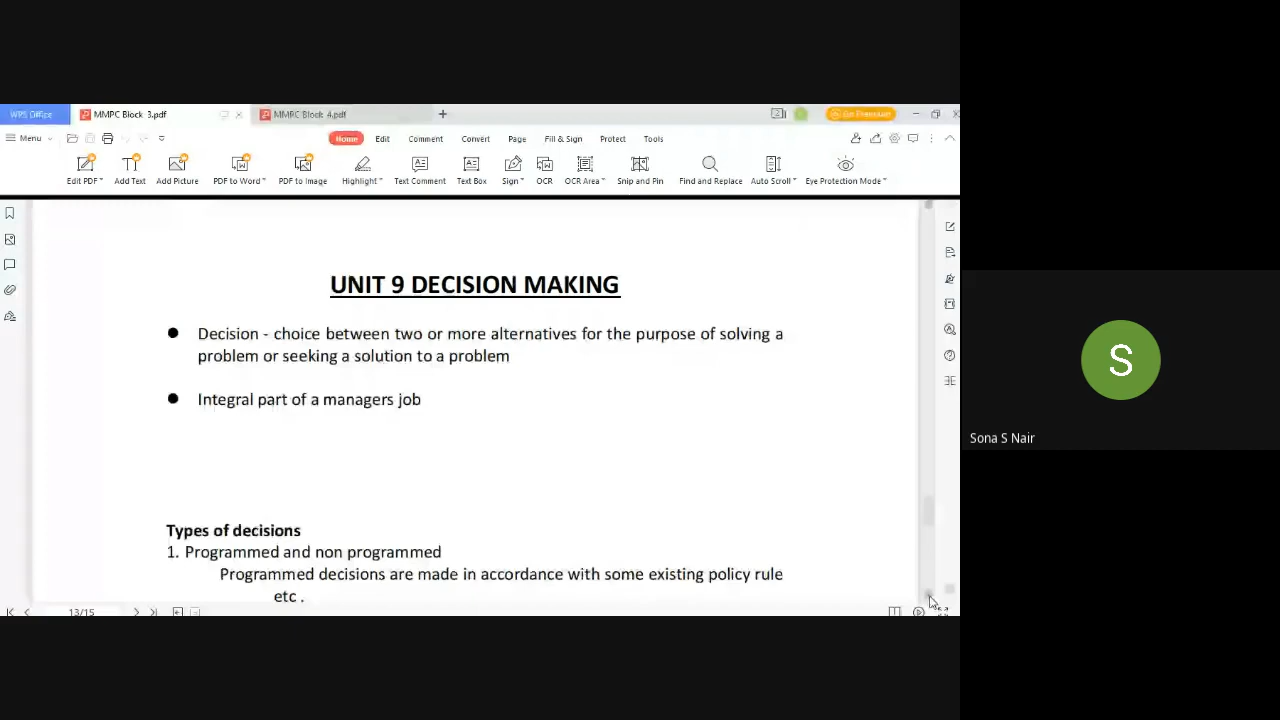 WPS Office MMPC Block 3.pdf MMPC Block 4.pdf Go Premium
Menu Home Edit Comment Convert Page Fill & Sign Protect Tools
Edit PDF Add Text Add Picture PDF to Word PDF to Image Highlight Text Comment Text Box Sign OCR OCR Area Snip and Pin Find and Replace Auto Scroll Eye Protection Mode
UNIT 9 DECISION MAKING
● Decision - choice between two or more alternatives for the purpose of solving a
problem or seeking a solution to a problem
● Integral part of a managers job
Types of decisions
1. Programmed and non programmed
Programmed decisions are made in accordance with some existing policy rule
etc .
13/15
S
Sona S Nair